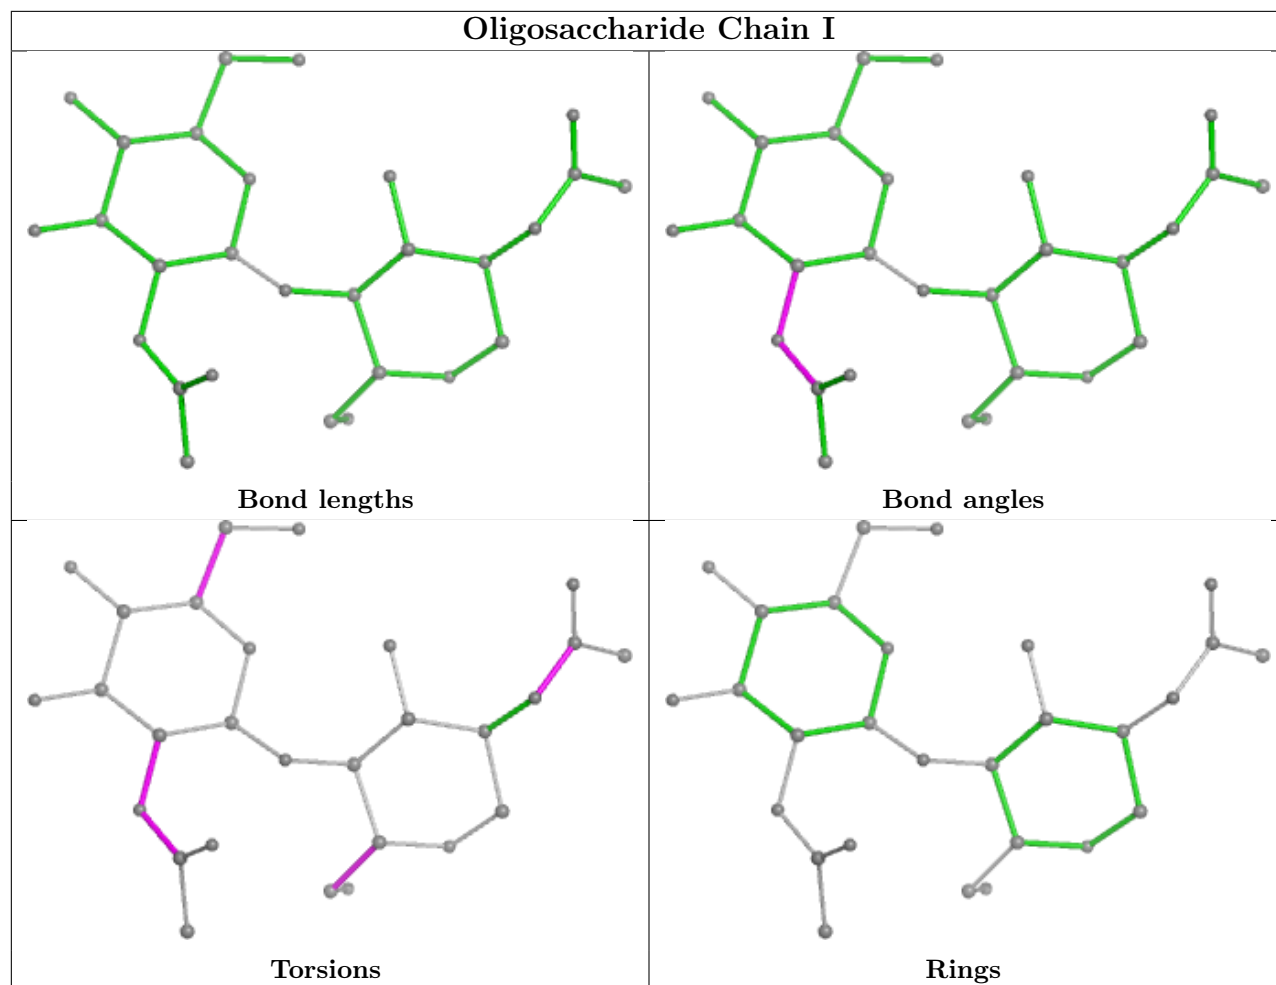 Oligosaccharide Chain I
Bond lengths
Bond angles
Torsions
Rings